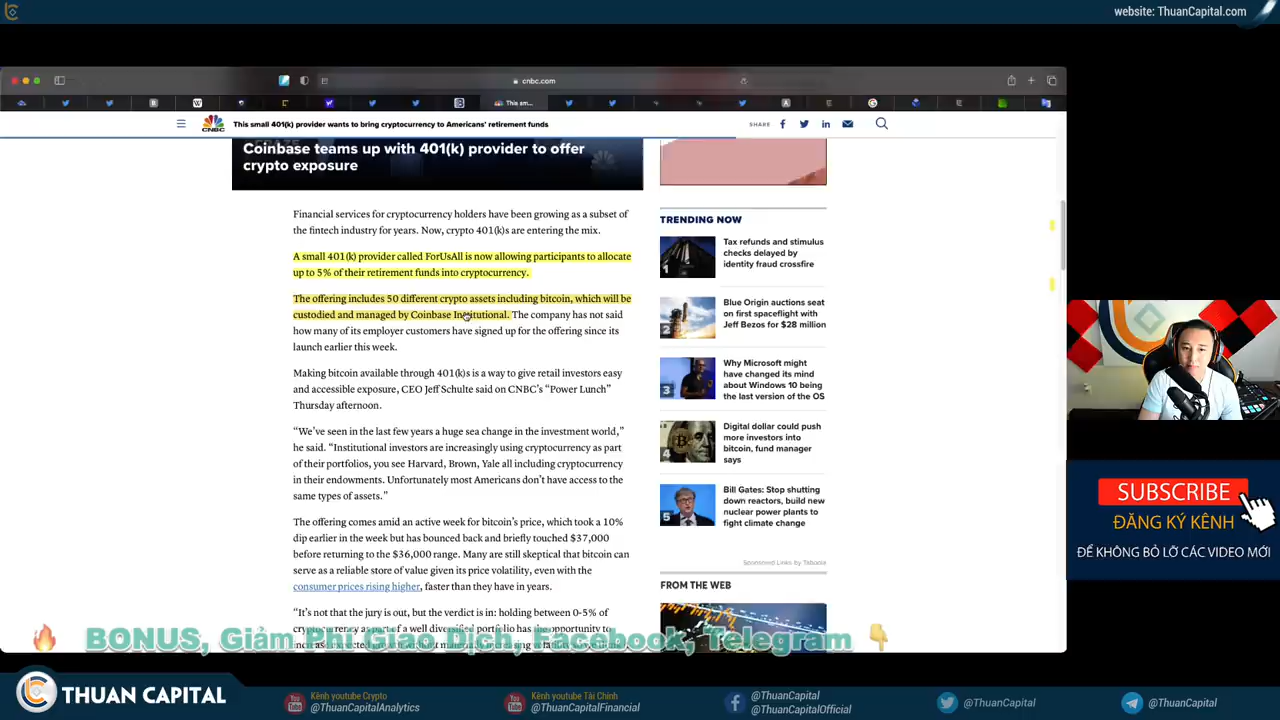 website: ThuanCapital.com
cnbc.com
This sm...
CNBC
This small 401(k) provider wants to bring cryptocurrency to Americans' retirement funds
SHARE
Coinbase teams up with 401(k) provider to offer
crypto exposure
Financial services for cryptocurrency holders have been growing as a subset of
the fintech industry for years. Now, crypto 401(k)s are entering the mix.
A small 401(k) provider called ForUsAll is now allowing participants to allocate
up to 5% of their retirement funds into cryptocurrency.
The offering includes 50 different crypto assets including bitcoin, which will be
custodied and managed by Coinbase Institutional. The company has not said
how many of its employer customers have signed up for the offering since its
launch earlier this week.
Making bitcoin available through 401(k)s is a way to give retail investors easy
and accessible exposure, CEO Jeff Schulte said on CNBC's “Power Lunch”
Thursday afternoon.
“We've seen in the last few years a huge sea change in the investment world,”
he said. “Institutional investors are increasingly using cryptocurrency as part
of their portfolios, you see Harvard, Brown, Yale all including cryptocurrency
in their endowments. Unfortunately most Americans don't have access to the
same types of assets.”
The offering comes amid an active week for bitcoin's price, which took a 10%
dip earlier in the week but has bounced back and briefly touched $37,000
before returning to the $36,000 range. Many are still skeptical that bitcoin can
serve as a reliable store of value given its price volatility, even with the
consumer prices rising higher, faster than they have in years.
“It's not that the jury is out, but the verdict is in: holding between 0-5% of
cryptocurrency as part of a well diversified portfolio has the opportunity to
TRENDING NOW
1
Tax refunds and stimulus
checks delayed by
identity fraud crossfire
2
Blue Origin auctions seat
on first spaceflight with
Jeff Bezos for $28 million
3
Why Microsoft might
have changed its mind
about Windows 10 being
the last version of the OS
4
Digital dollar could push
more investors into
bitcoin, fund manager
says
5
Bill Gates: Stop shutting
down reactors, build new
nuclear power plants to
fight climate change
Sponsored Links by Taboola
FROM THE WEB
SUBSCRIBE
ĐĂNG KÝ KÊNH
ĐỂ KHÔNG BỎ LỠ CÁC VIDEO MỚI
BONUS, Giảm Phí Giao Dịch, Facebook, Telegram
THUAN CAPITAL
Kênh youtube Crypto
@ThuanCapitalAnalytics
Kênh youtube Tài Chính
@ThuanCapitalFinancial
@ThuanCapital
@ThuanCapitalOfficial
@ThuanCapital
@ThuanCapital